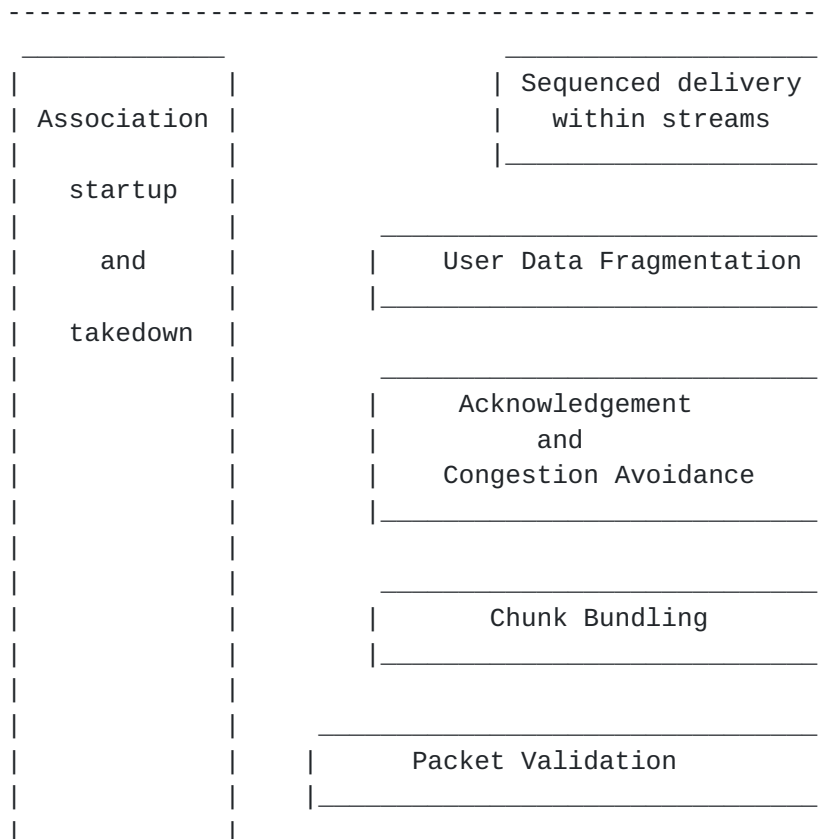 Sequenced delivery
Association within streams
startup
and User Data Fragmentation
takedown
Acknowledgement
and
Congestion Avoidance
Chunk Bundling
Packet Validation